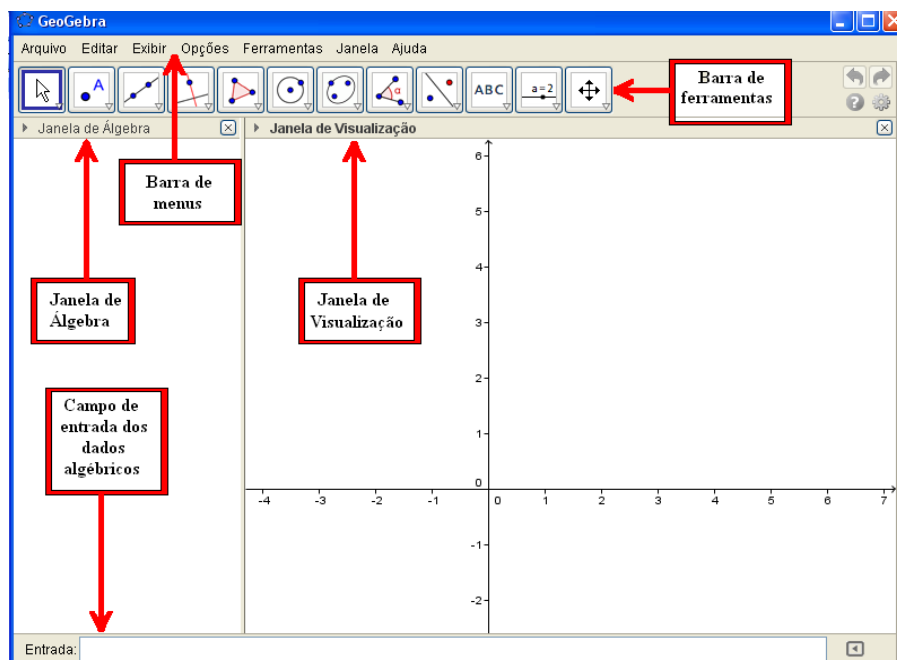 GeoGebra
Arquivo Editar Exibir Opções Ferramentas Janela Ajuda
A
α
ABC
a=2
Barra de
ferramentas
Janela de Álgebra
Janela de Visualização
Barra de
menus
Janela de
Álgebra
Janela de
Visualização
Campo de
entrada dos
dados
algébricos
6
5
4
3
2
1
0
-4 -3 -2 -1 0 1 2 3 4 5 6 7
-1
-2
Entrada: